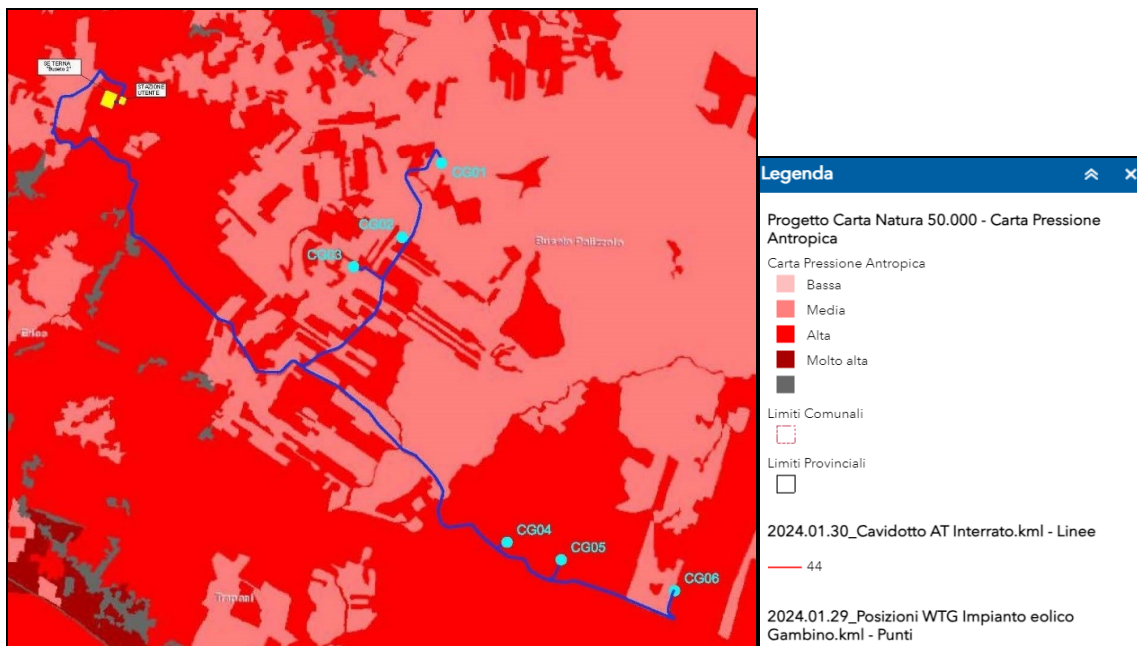 SE TERNA
"Buseto 2"
STAZIONE
UTENTE
CG01
CG02
Buseto Palizzolo
CG03
Erice
CG04
CG05
CG06
Trapani
Legenda
Progetto Carta Natura 50.000 - Carta Pressione
Antropica
Carta Pressione Antropica
Bassa
Media
Alta
Molto alta
Limiti Comunali
Limiti Provinciali
2024.01.30_Cavidotto AT Interrato.kml - Linee
44
2024.01.29_Posizioni WTG Impianto eolico
Gambino.kml - Punti